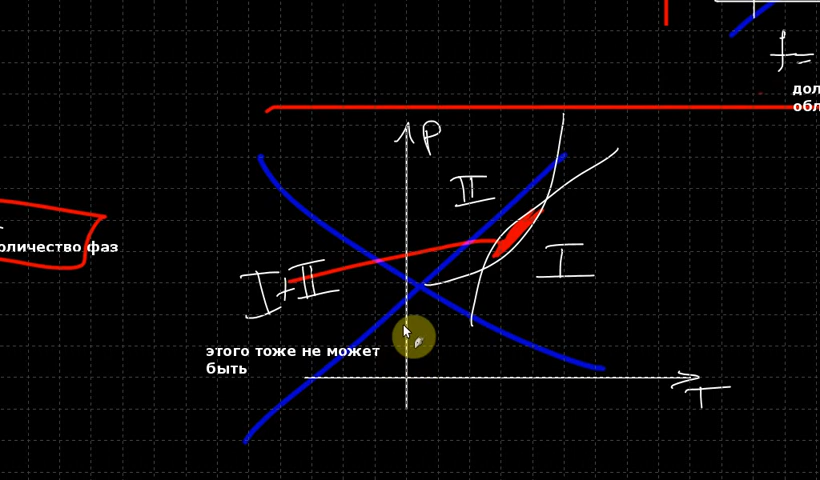 f=
дол
обл
P
II
оличество фаз
I+II
I
этого тоже не может
быть
T